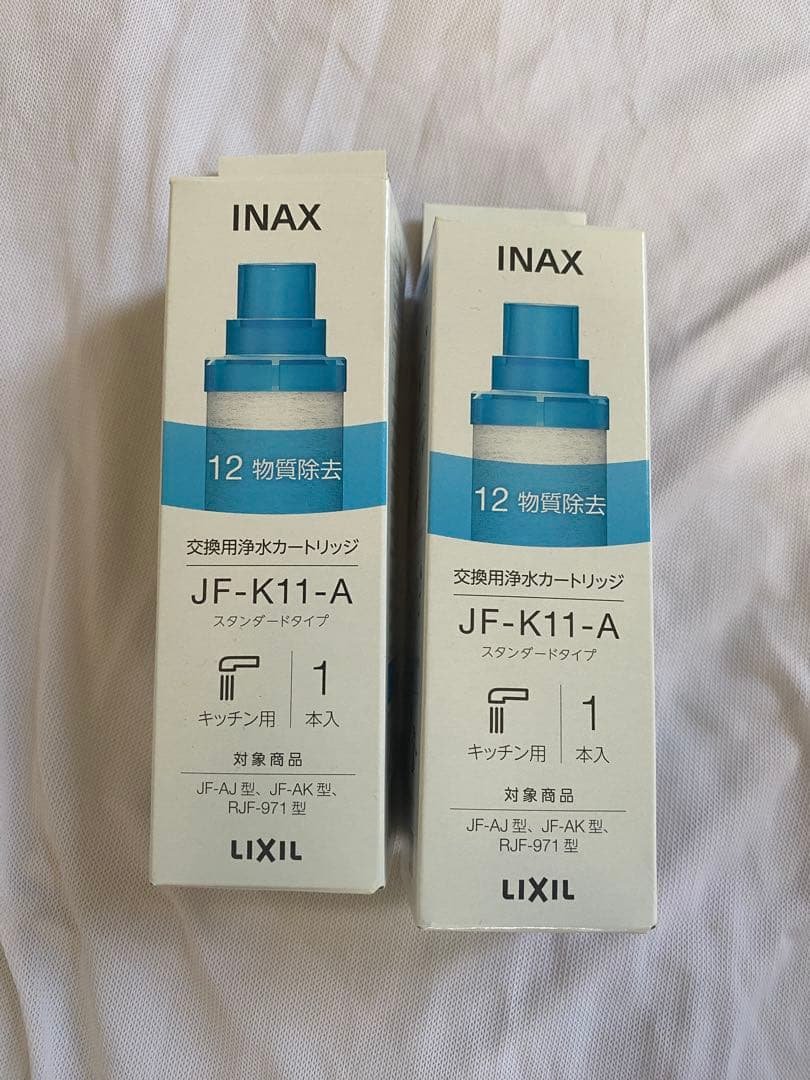 INAX
12 物質除去
交換用浄水カートリッジ
JF-K11-A
スタンダードタイプ
キッチン用
1
本入
対象商品
JF-AJ 型、JF-AK 型、
RJF-971 型
LIXIL
INAX
12 物質除去
交換用浄水カートリッジ
JF-K11-A
スタンダードタイプ
キッチン用
1
本入
対象商品
JF-AJ 型、JF-AK 型、
RJF-971 型
LIXIL